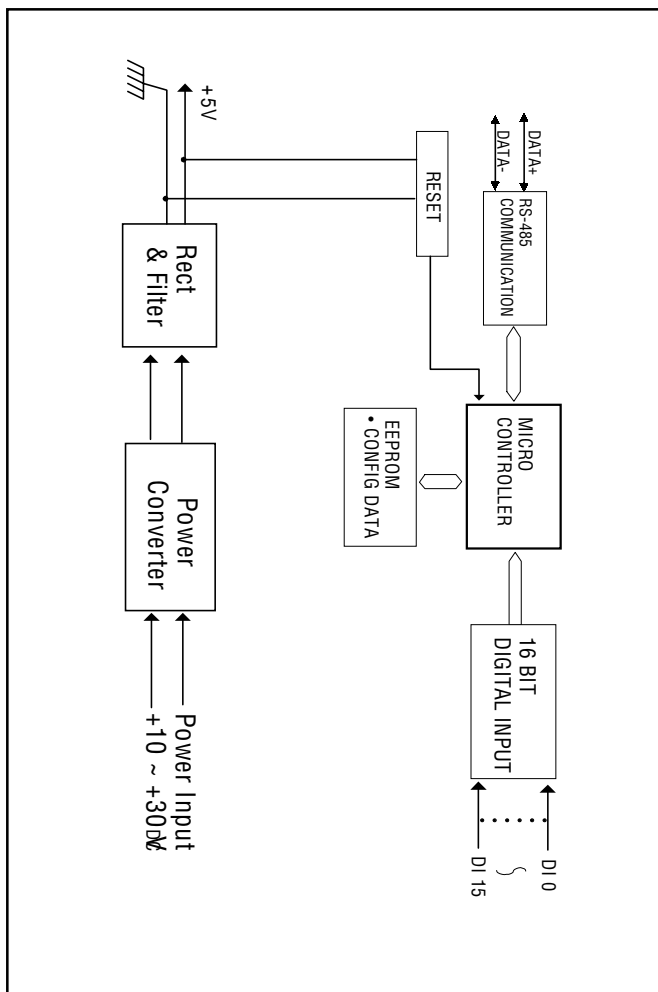 DATA+
DATA-
RS-485
COMMUNICATION
MICRO
CONTROLLER
16 BIT
DIGITAL INPUT
DI 0
DI 15
RESET
EEPROM
• CONFIG DATA
+5V
Rect
& Filter
Power
Converter
Power Input
+10 ~ +30VDC